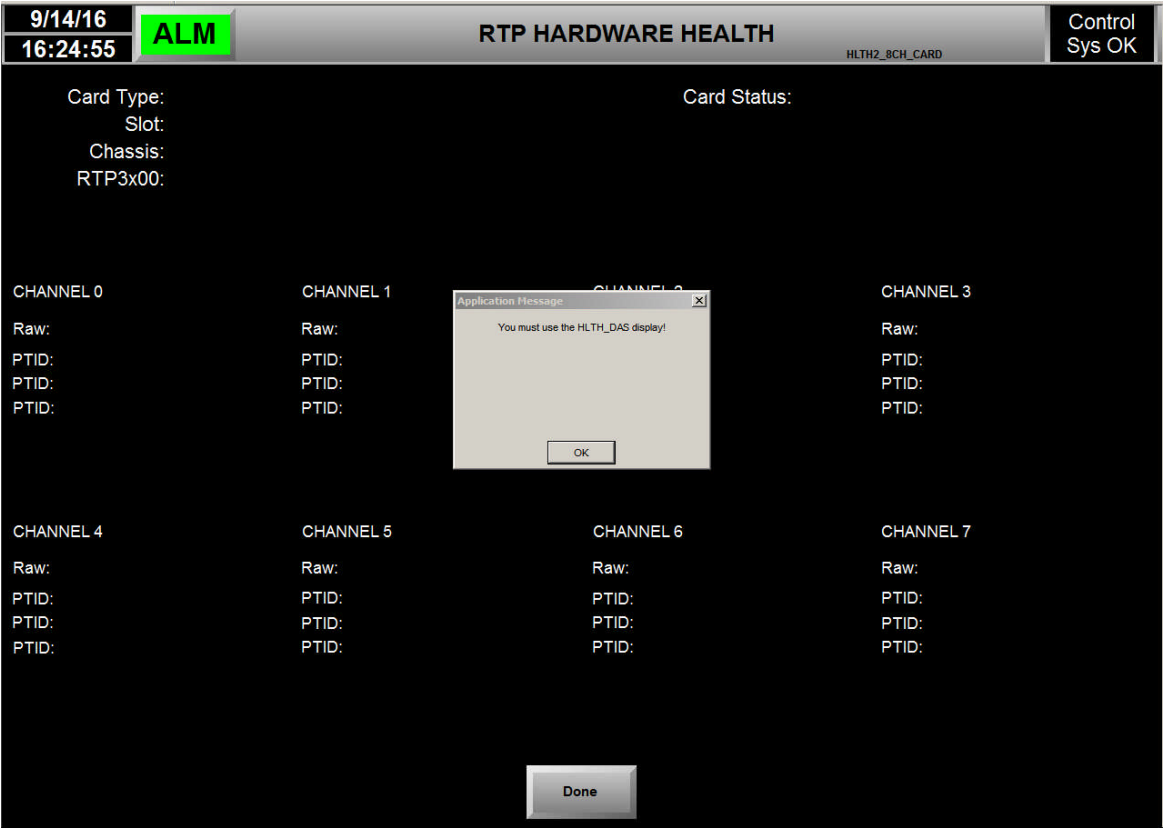 9/14/16
16:24:55
ALM
RTP HARDWARE HEALTH
HLTH2_8CH_CARD
Control
Sys OK
Card Type:
Card Status:
Slot:
Chassis:
RTP3x00:
CHANNEL 0
CHANNEL 1
CHANNEL 3
Raw:
Raw:
Raw:
PTID:
PTID:
PTID:
PTID:
PTID:
PTID:
PTID:
PTID:
PTID:
Application Message
You must use the HLTH_DAS display!
OK
CHANNEL 4
CHANNEL 5
CHANNEL 6
CHANNEL 7
Raw:
Raw:
Raw:
Raw:
PTID:
PTID:
PTID:
PTID:
PTID:
PTID:
PTID:
PTID:
PTID:
PTID:
PTID:
PTID:
Done